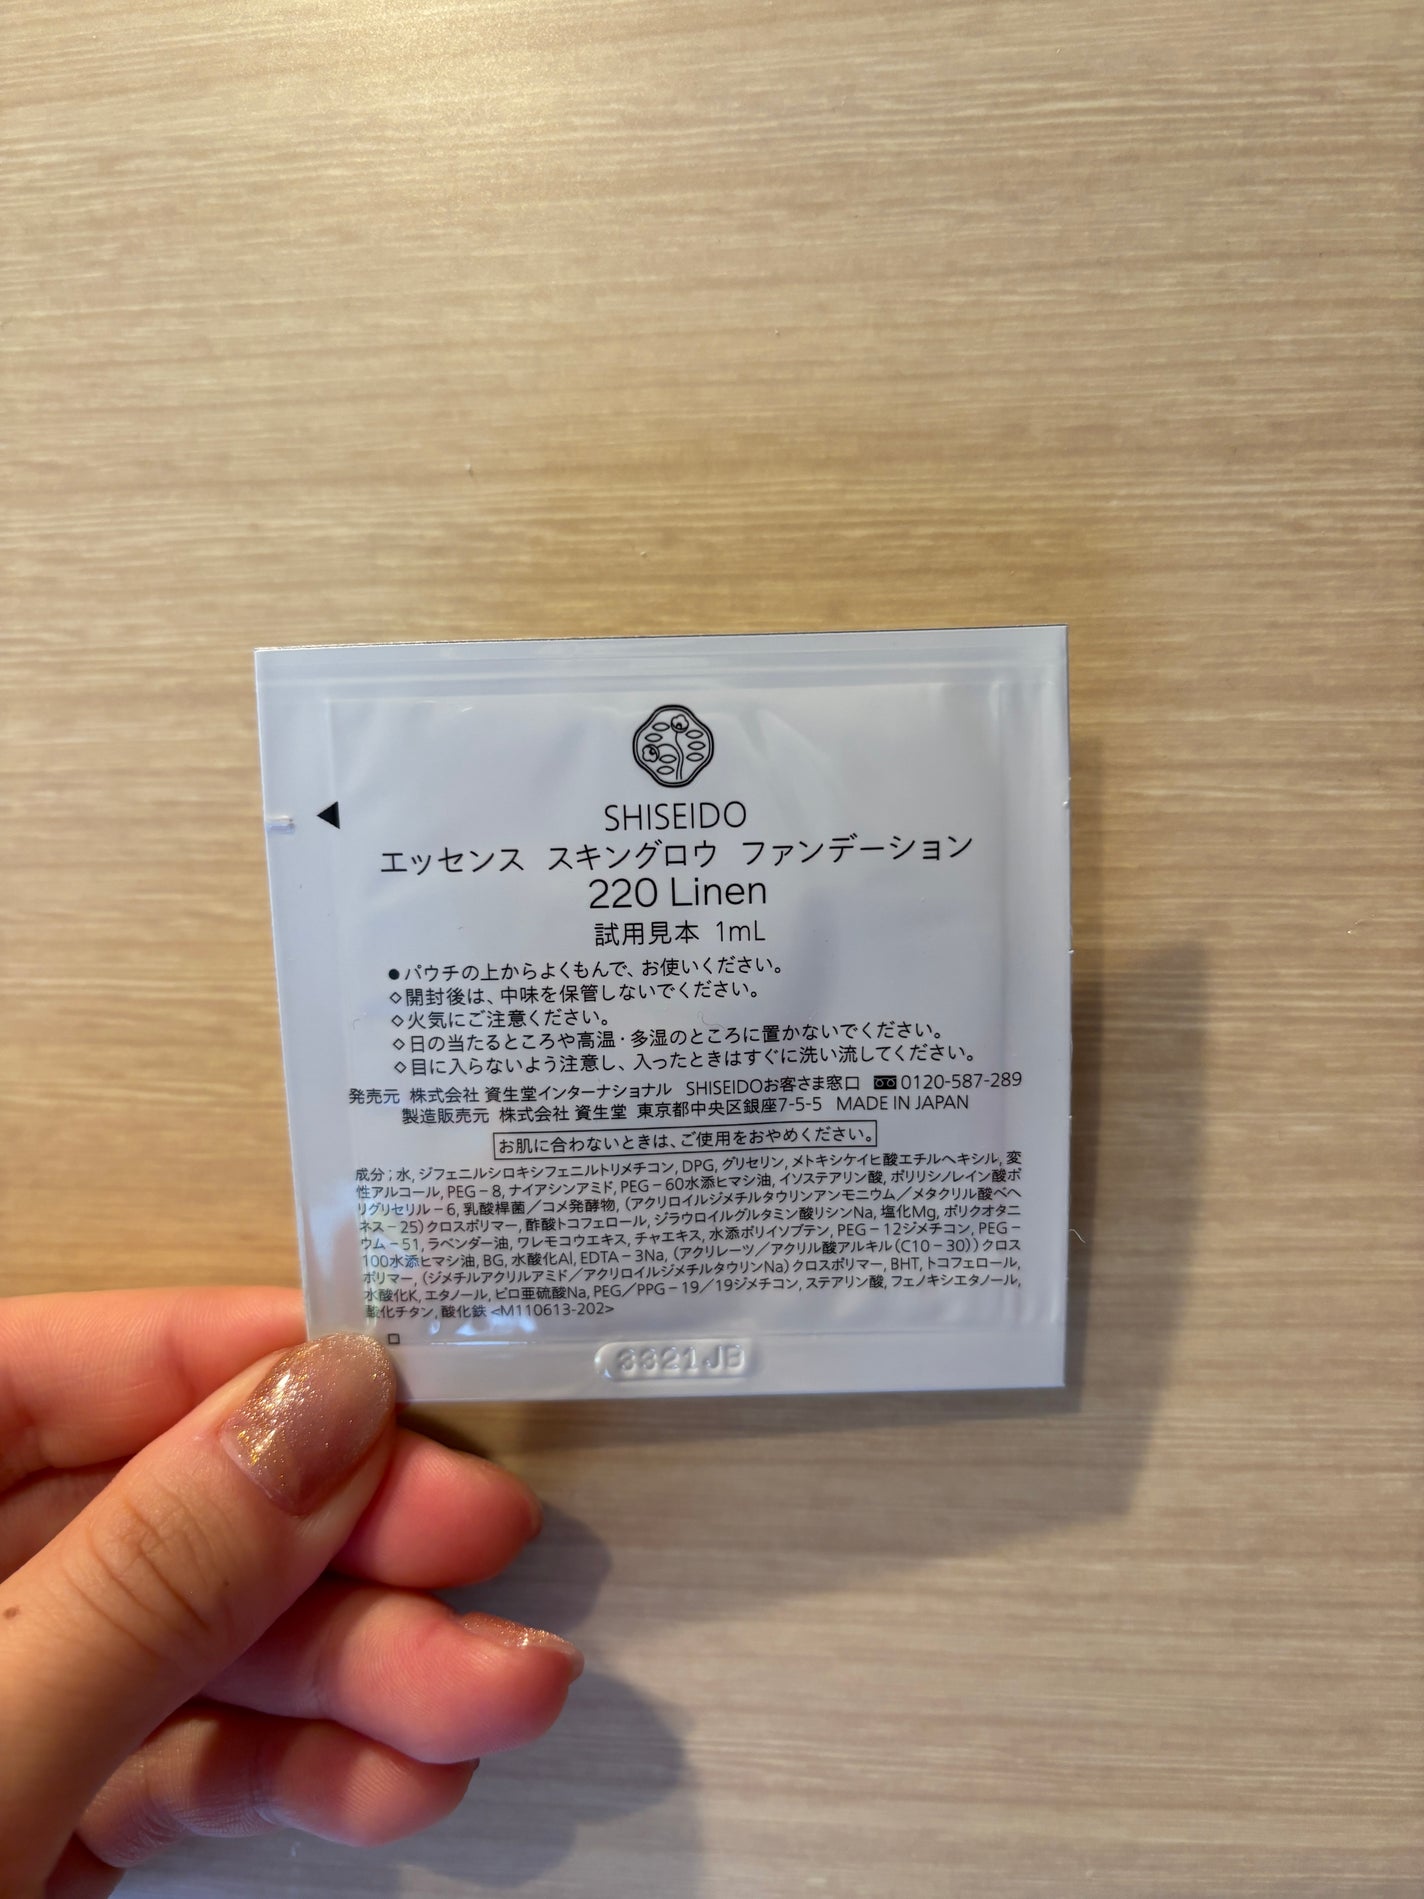 SHISEIDO
エッセンス スキングロウ ファンデーション
220 Linen
試用見本 1mL
●パウチの上からよくもんで、お使いください。
◇開封後は、中味を保管しないでください。
◇火気にご注意ください。
◇日の当たるところや高温・多湿のところに置かないでください。
◇目に入らないよう注意し、入ったときはすぐに洗い流してください。
発売元 株式会社 資生堂インターナショナル SHISEIDOお客さま窓口 0120-587-289
製造販売元 株式会社 資生堂 東京都中央区銀座7-5-5 MADE IN JAPAN
お肌に合わないときは、ご使用をおやめください。
成分；水, ジフェニルシロキシフェニルトリメチコン, DPG, グリセリン, メトキシケイヒ酸エチルヘキシル, 変
性アルコール, PEG－8, ナイアシンアミド, PEG－60水添ヒマシ油, イソステアリン酸, ポリリシノレイン酸ポ
リグリセリル－6, 乳酸桿菌／コメ発酵物, (アクリロイルジメチルタウリンアンモニウム／メタクリル酸ベヘ
ネス－25) クロスポリマー, 酢酸トコフェロール, ジラウロイルグルタミン酸リシンNa, 塩化Mg, ポリクオタニ
ウム－51, ラベンダー油, ワレモコウエキス, チャエキス, 水添ポリイソブテン, PEG－12ジメチコン, PEG－
100水添ヒマシ油, BG, 水酸化Al, EDTA－3Na, (アクリレーツ／アクリル酸アルキル(C10－30)) クロス
ポリマー, (ジメチルアクリルアミド／アクリロイルジメチルタウリンNa) クロスポリマー, BHT, トコフェロール,
水酸化K, エタノール, ピロ亜硫酸Na, PEG／PPG－19／19ジメチコン, ステアリン酸, フェノキシエタノール,
酸化チタン, 酸化鉄 <M110613-202>
3321JB